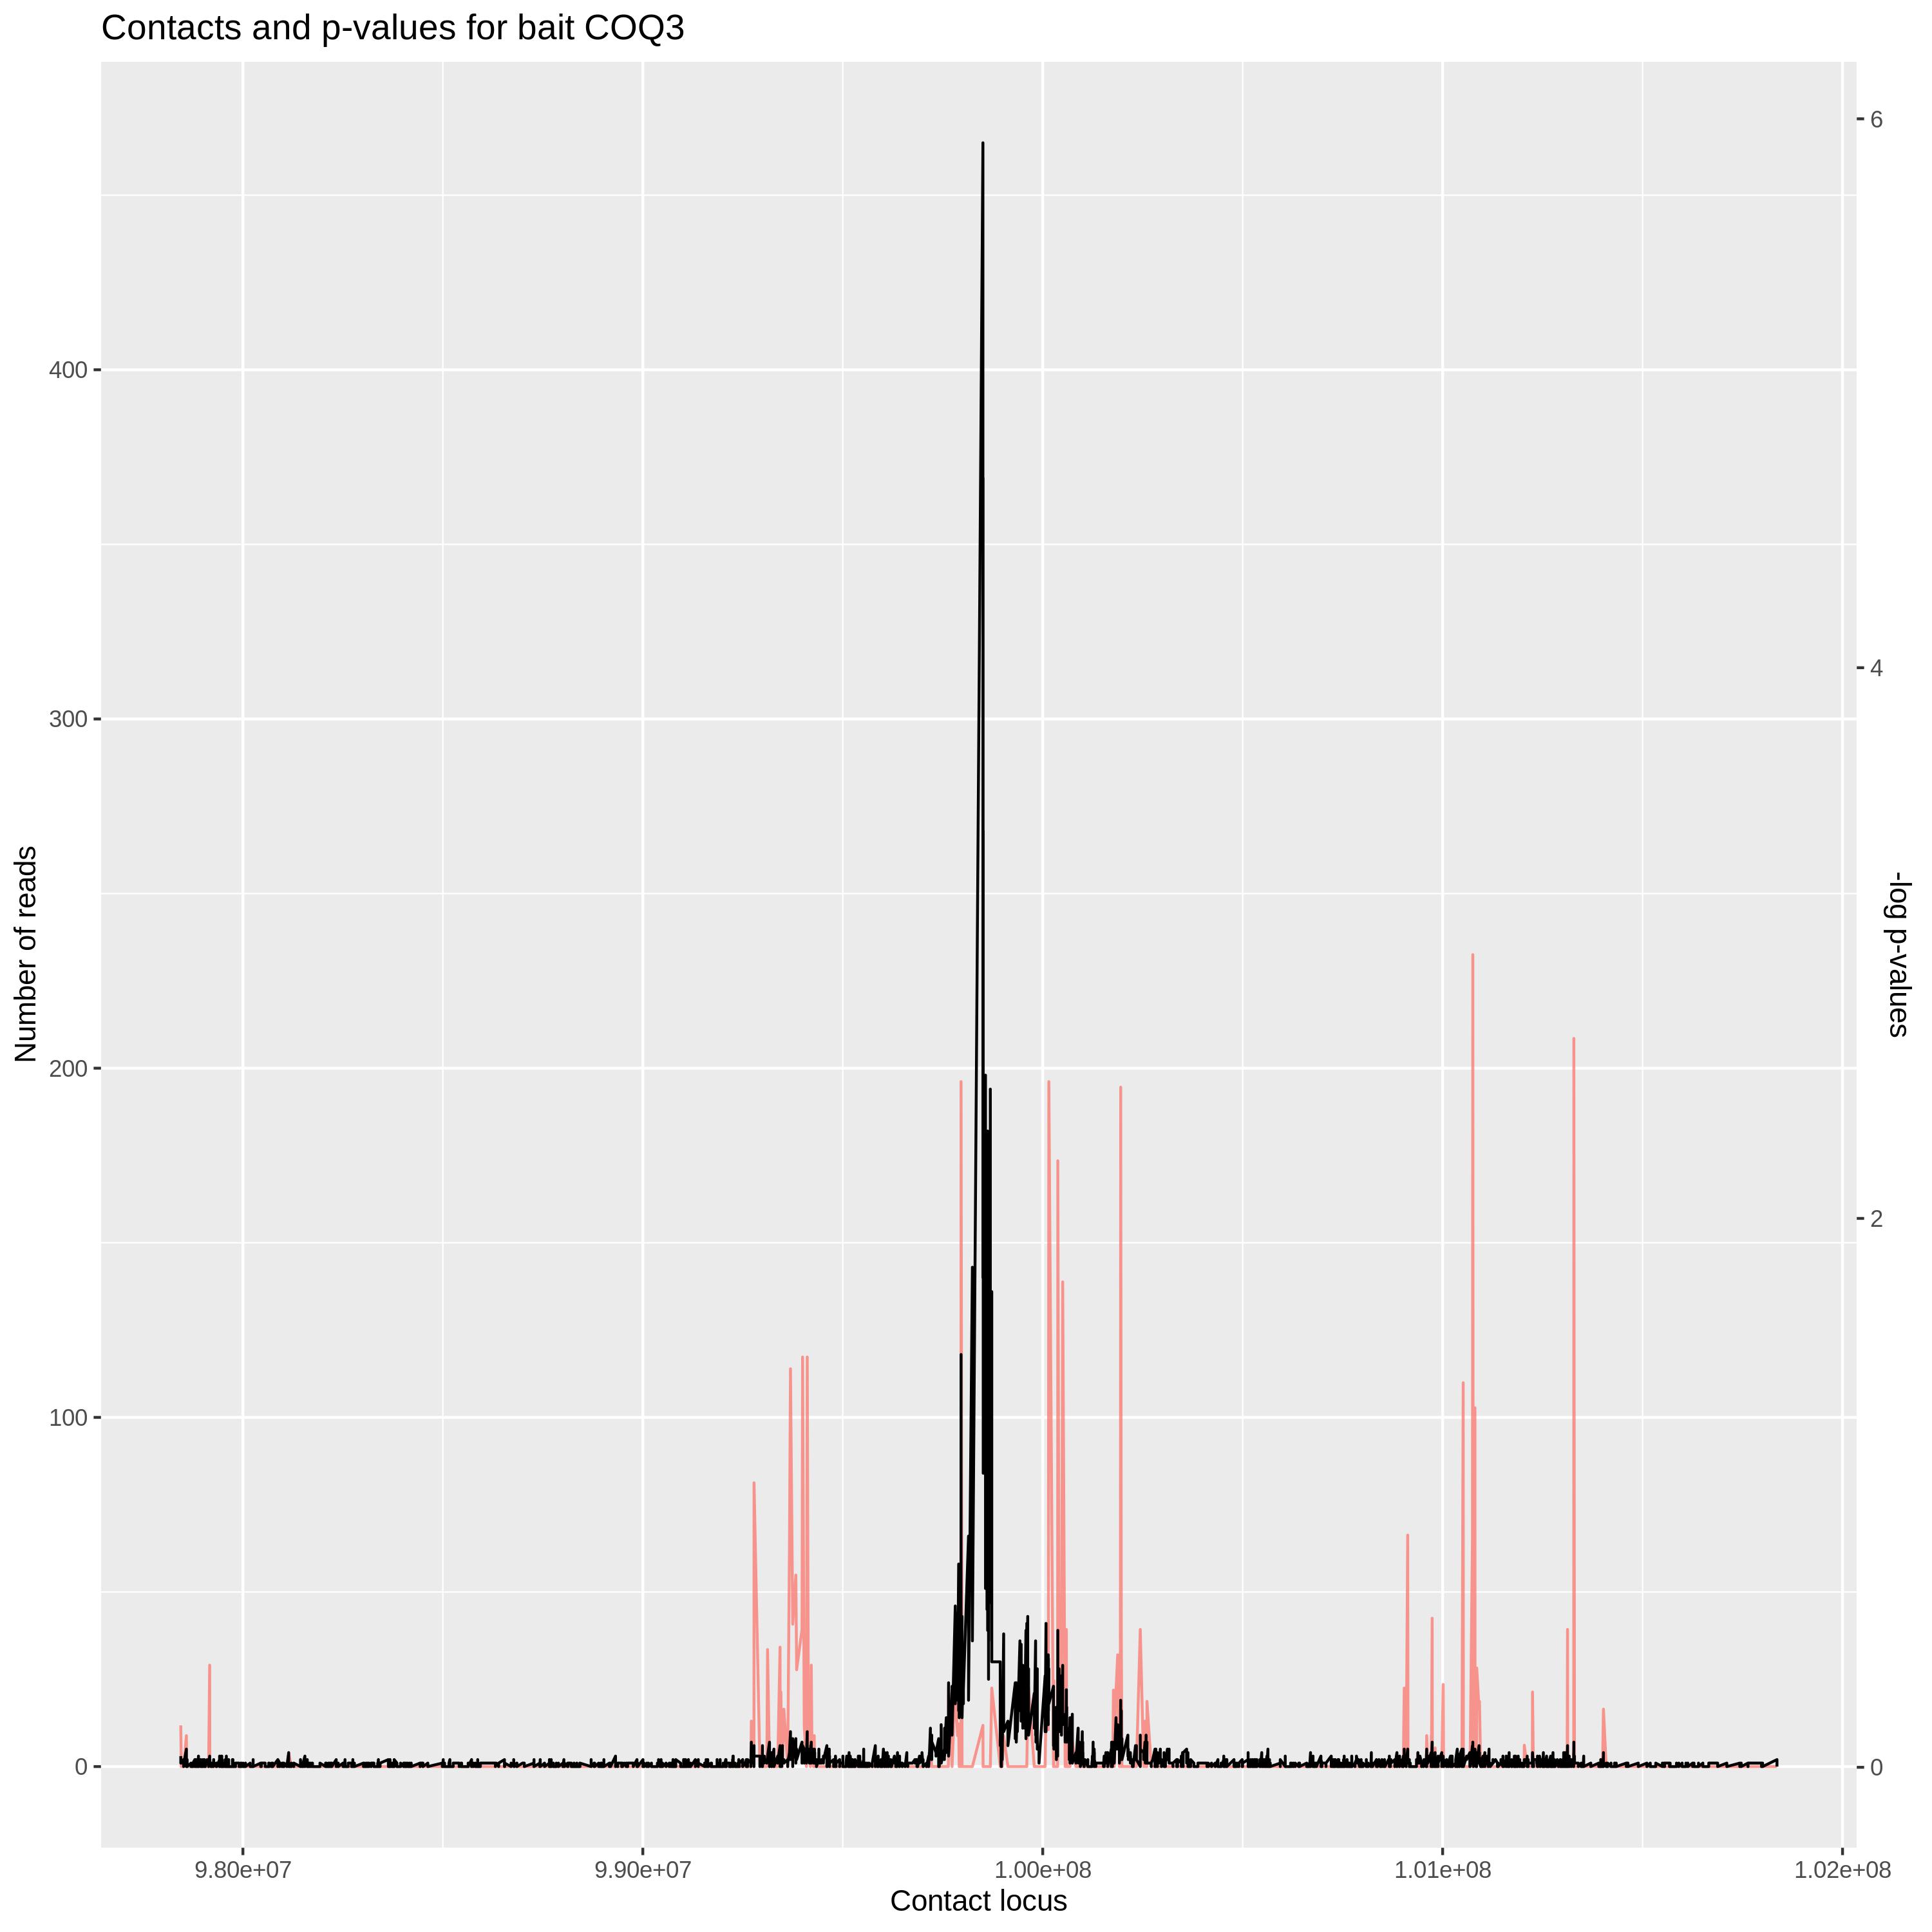 Contacts and p-values for bait COQ3
6
400
4
300
Number of reads
-log p-values
200
2
100
0
0
9.80e+07 9.90e+07 1.00e+08 1.01e+08 1.02e+08
Contact locus